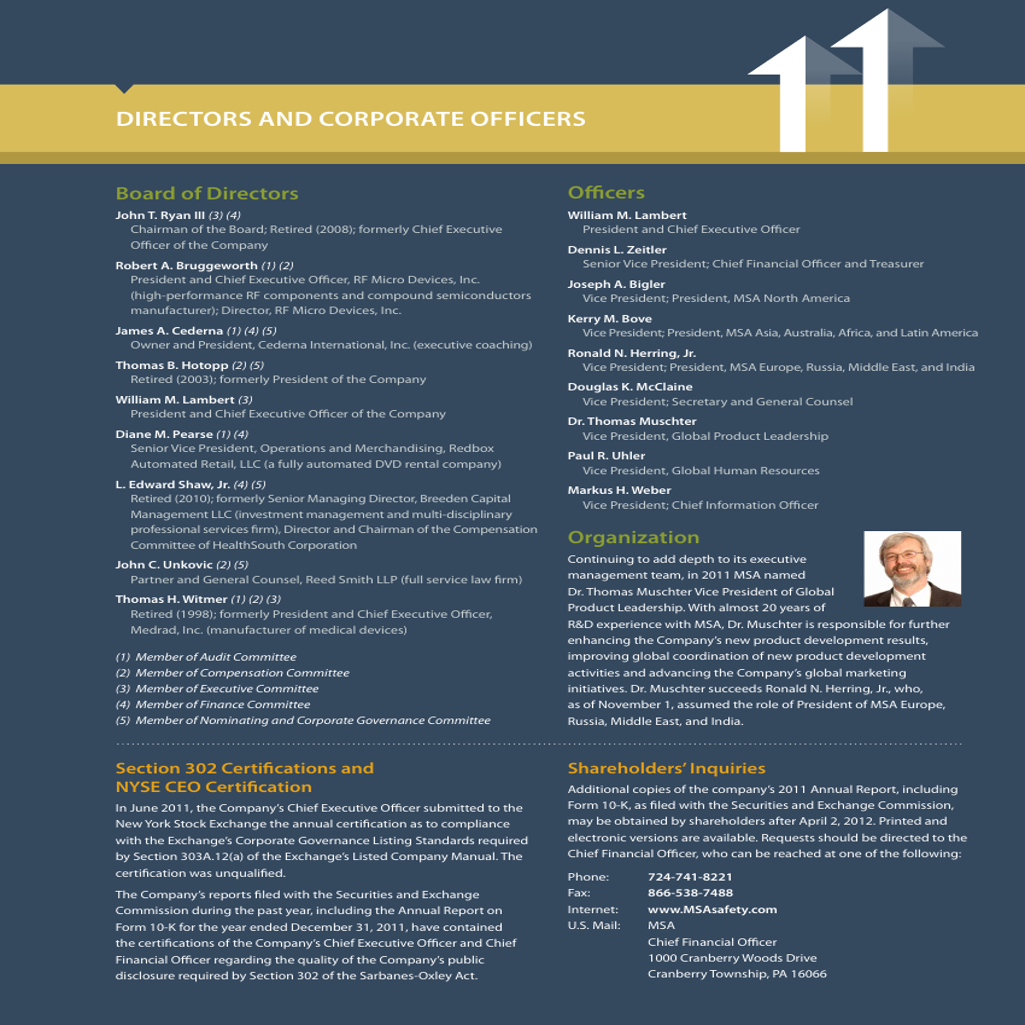 DIRECTORS AND CORPORATE OFFICERS
Board of Directors
John T. Ryan III (3) (4)
Chairman of the Board; Retired (2008); formerly Chief Executive
Officer of the Company
Robert A. Bruggeworth (1) (2)
President and Chief Executive Officer, RF Micro Devices, Inc.
(high-performance RF components and compound semiconductors
manufacturer); Director, RF Micro Devices, Inc.
James A. Cederna (1) (4) (5)
Owner and President, Cederna International, Inc. (executive coaching)
Thomas B. Hotopp (2) (5)
Retired (2003); formerly President of the Company
William M. Lambert (3)
President and Chief Executive Officer of the Company
Diane M. Pearse (1) (4)
Senior Vice President, Operations and Merchandising, Redbox
Automated Retail, LLC (a fully automated DVD rental company)
L. Edward Shaw, Jr. (4) (5)
Retired (2010); formerly Senior Managing Director, Breeden Capital
Management LLC (investment management and multi-disciplinary
professional services firm), Director and Chairman of the Compensation
Committee of HealthSouth Corporation
John C. Unkovic (2) (5)
Partner and General Counsel, Reed Smith LLP (full service law firm)
Thomas H. Witmer (1) (2) (3)
Retired (1998); formerly President and Chief Executive Officer,
Medrad, Inc. (manufacturer of medical devices)
(1) Member of Audit Committee
(2) Member of Compensation Committee
(3) Member of Executive Committee
(4) Member of Finance Committee
(5) Member of Nominating and Corporate Governance Committee
Officers
William M. Lambert
President and Chief Executive Officer
Dennis L. Zeitler
Senior Vice President; Chief Financial Officer and Treasurer
Joseph A. Bigler
Vice President; President, MSA North America
Kerry M. Bove
Vice President; President, MSA Asia, Australia, Africa, and Latin America
Ronald N. Herring, Jr.
Vice President; President, MSA Europe, Russia, Middle East, and India
Douglas K. McClaine
Vice President; Secretary and General Counsel
Dr. Thomas Muschter
Vice President, Global Product Leadership
Paul R. Uhler
Vice President, Global Human Resources
Markus H. Weber
Vice President; Chief Information Officer
Organization
Continuing to add depth to its executive
management team, in 2011 MSA named
Dr. Thomas Muschter Vice President of Global
Product Leadership. With almost 20 years of
R&D experience with MSA, Dr. Muschter is responsible for further
enhancing the Company's new product development results,
improving global coordination of new product development
activities and advancing the Company's global marketing
initiatives. Dr. Muschter succeeds Ronald N. Herring, Jr., who,
as of November 1, assumed the role of President of MSA Europe,
Russia, Middle East, and India.
Section 302 Certifications and
NYSE CEO Certification
In June 2011, the Company's Chief Executive Officer submitted to the
New York Stock Exchange the annual certification as to compliance
with the Exchange's Corporate Governance Listing Standards required
by Section 303A.12(a) of the Exchange's Listed Company Manual. The
certification was unqualified.
The Company's reports filed with the Securities and Exchange
Commission during the past year, including the Annual Report on
Form 10-K for the year ended December 31, 2011, have contained
the certifications of the Company's Chief Executive Officer and Chief
Financial Officer regarding the quality of the Company's public
disclosure required by Section 302 of the Sarbanes-Oxley Act.
Shareholders' Inquiries
Additional copies of the company's 2011 Annual Report, including
Form 10-K, as filed with the Securities and Exchange Commission,
may be obtained by shareholders after April 2, 2012. Printed and
electronic versions are available. Requests should be directed to the
Chief Financial Officer, who can be reached at one of the following:
Phone: 724-741-8221
Fax: 866-538-7488
Internet: www.MSAsafety.com
U.S. Mail: MSA
Chief Financial Officer
1000 Cranberry Woods Drive
Cranberry Township, PA 16066